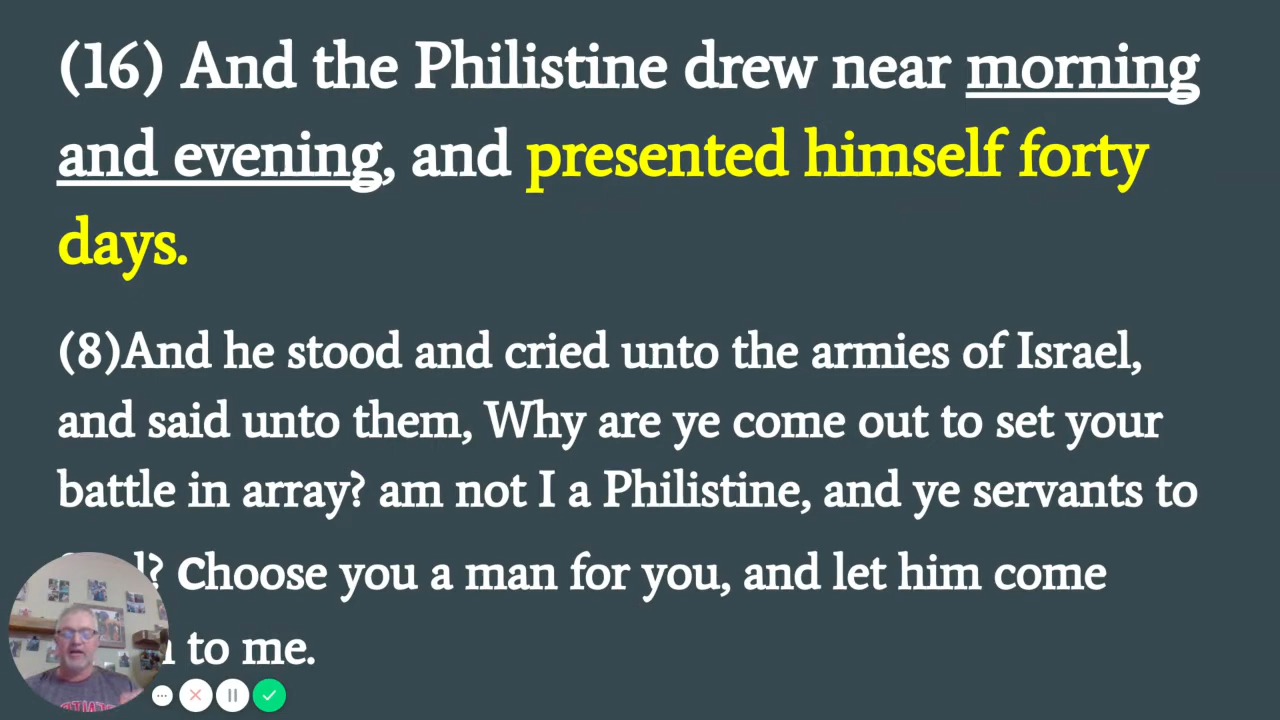 (16) And the Philistine drew near morning
and evening, and presented himself forty
days.
(8)And he stood and cried unto the armies of Israel,
and said unto them, Why are ye come out to set your
battle in array? am not I a Philistine, and ye servants to
? Choose you a man for you, and let him come
to me.